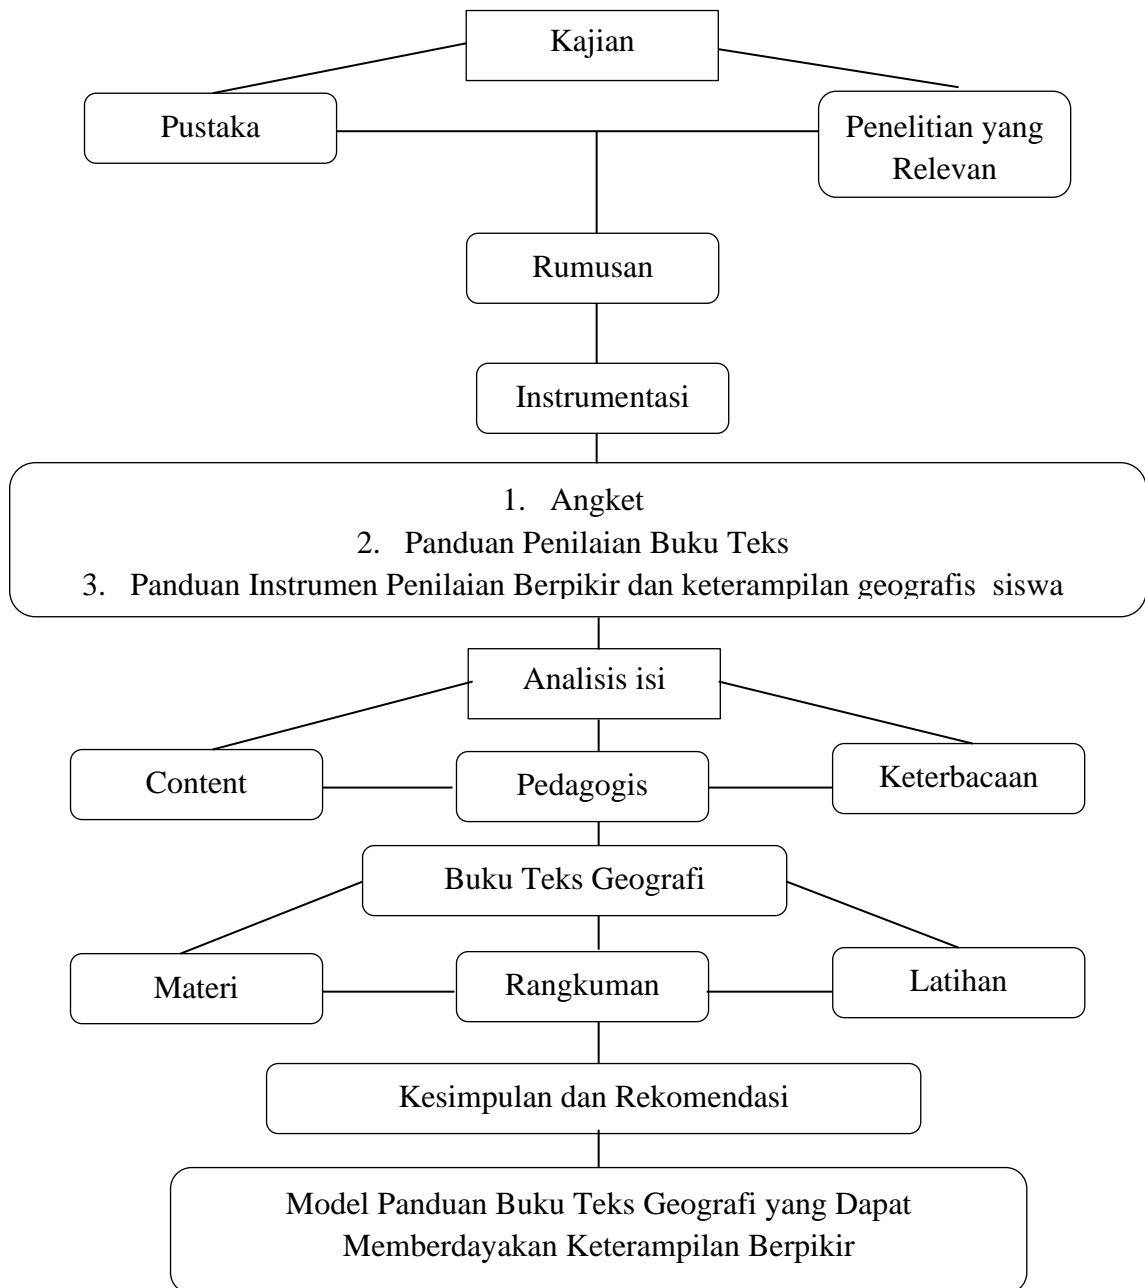 Kajian
Pustaka
Penelitian yang
Relevan
Rumusan
Instrumentasi
1. Angket
2. Panduan Penilaian Buku Teks
3. Panduan Instrumen Penilaian Berpikir dan keterampilan geografis siswa
Analisis isi
Content
Pedagogis
Keterbacaan
Buku Teks Geografi
Materi
Rangkuman
Latihan
Kesimpulan dan Rekomendasi
Model Panduan Buku Teks Geografi yang Dapat
Memberdayakan Keterampilan Berpikir